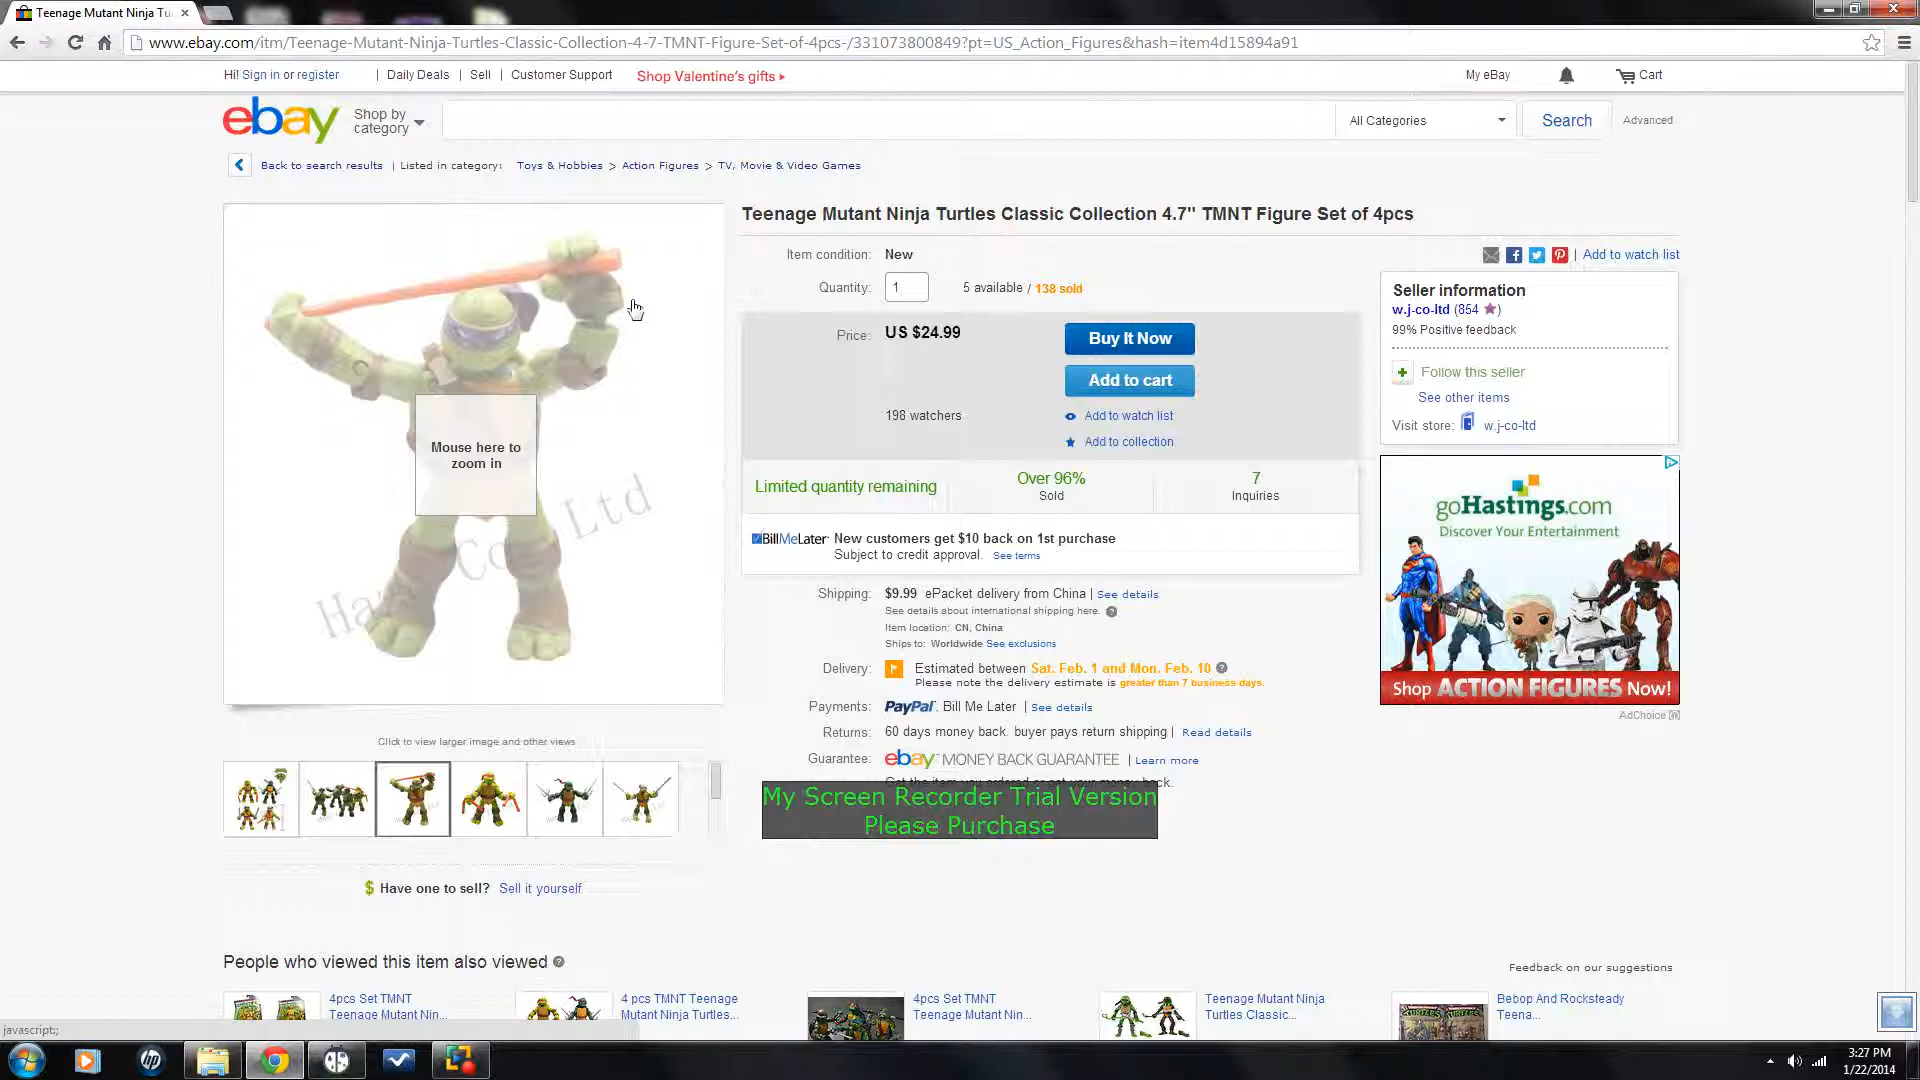 Teenage Mutant Ninja Tu
www.ebay.com/itm/Teenage-Mutant-Ninja-Turtles-Classic-Collection-4-7-TMNT-Figure-Set-of-4pcs-/331073800849?pt=US_Action_Figures&hash=item4d15894a91
Hi! Sign in or register | Daily Deals | Sell | Customer Support Shop Valentine's gifts My eBay Cart
ebay Shop by category All Categories Search Advanced
Back to search results | Listed in category: Toys & Hobbies > Action Figures > TV, Movie & Video Games
Teenage Mutant Ninja Turtles Classic Collection 4.7" TMNT Figure Set of 4pcs
Item condition: New
| Add to watch list
Quantity: 1 5 available / 138 sold
Seller information
w.j-co-ltd (854 )
99% Positive feedback
Price: US $24.99 Buy It Now
Add to cart
Follow this seller
See other items
198 watchers Add to watch list
Visit store: w.j-co-ltd
Add to collection
Mouse here to
zoom in
Limited quantity remaining
Over 96%
Sold
7
Inquiries
Co Ltd
BillMeLater New customers get $10 back on 1st purchase
Subject to credit approval. See terms
goHastings.com
Discover Your Entertainment
Shop ACTION FIGURES Now!
AdChoice
Shipping: $9.99 ePacket delivery from China | See details
See details about international shipping here.
Item location: CN, China
Ships to: Worldwide See exclusions
Delivery: Estimated between Sat. Feb. 1 and Mon. Feb. 10
Please note the delivery estimate is greater than 7 business days.
Payments: PayPal, Bill Me Later | See details
Returns: 60 days money back, buyer pays return shipping | Read details
Guarantee: ebay MONEY BACK GUARANTEE | Learn more
Get the item you ordered or get your money back.
My Screen Recorder Trial Version
Please Purchase
Click to view larger image and other views
$ Have one to sell? Sell it yourself
People who viewed this item also viewed
Feedback on our suggestions
4pcs Set TMNT
Teenage Mutant Nin...
4 pcs TMNT Teenage
Mutant Ninja Turtles...
4pcs Set TMNT
Teenage Mutant Nin...
Teenage Mutant Ninja
Turtles Classic...
Bebop And Rocksteady
Teena...
javascript:;
hp
3:27 PM
1/22/2014